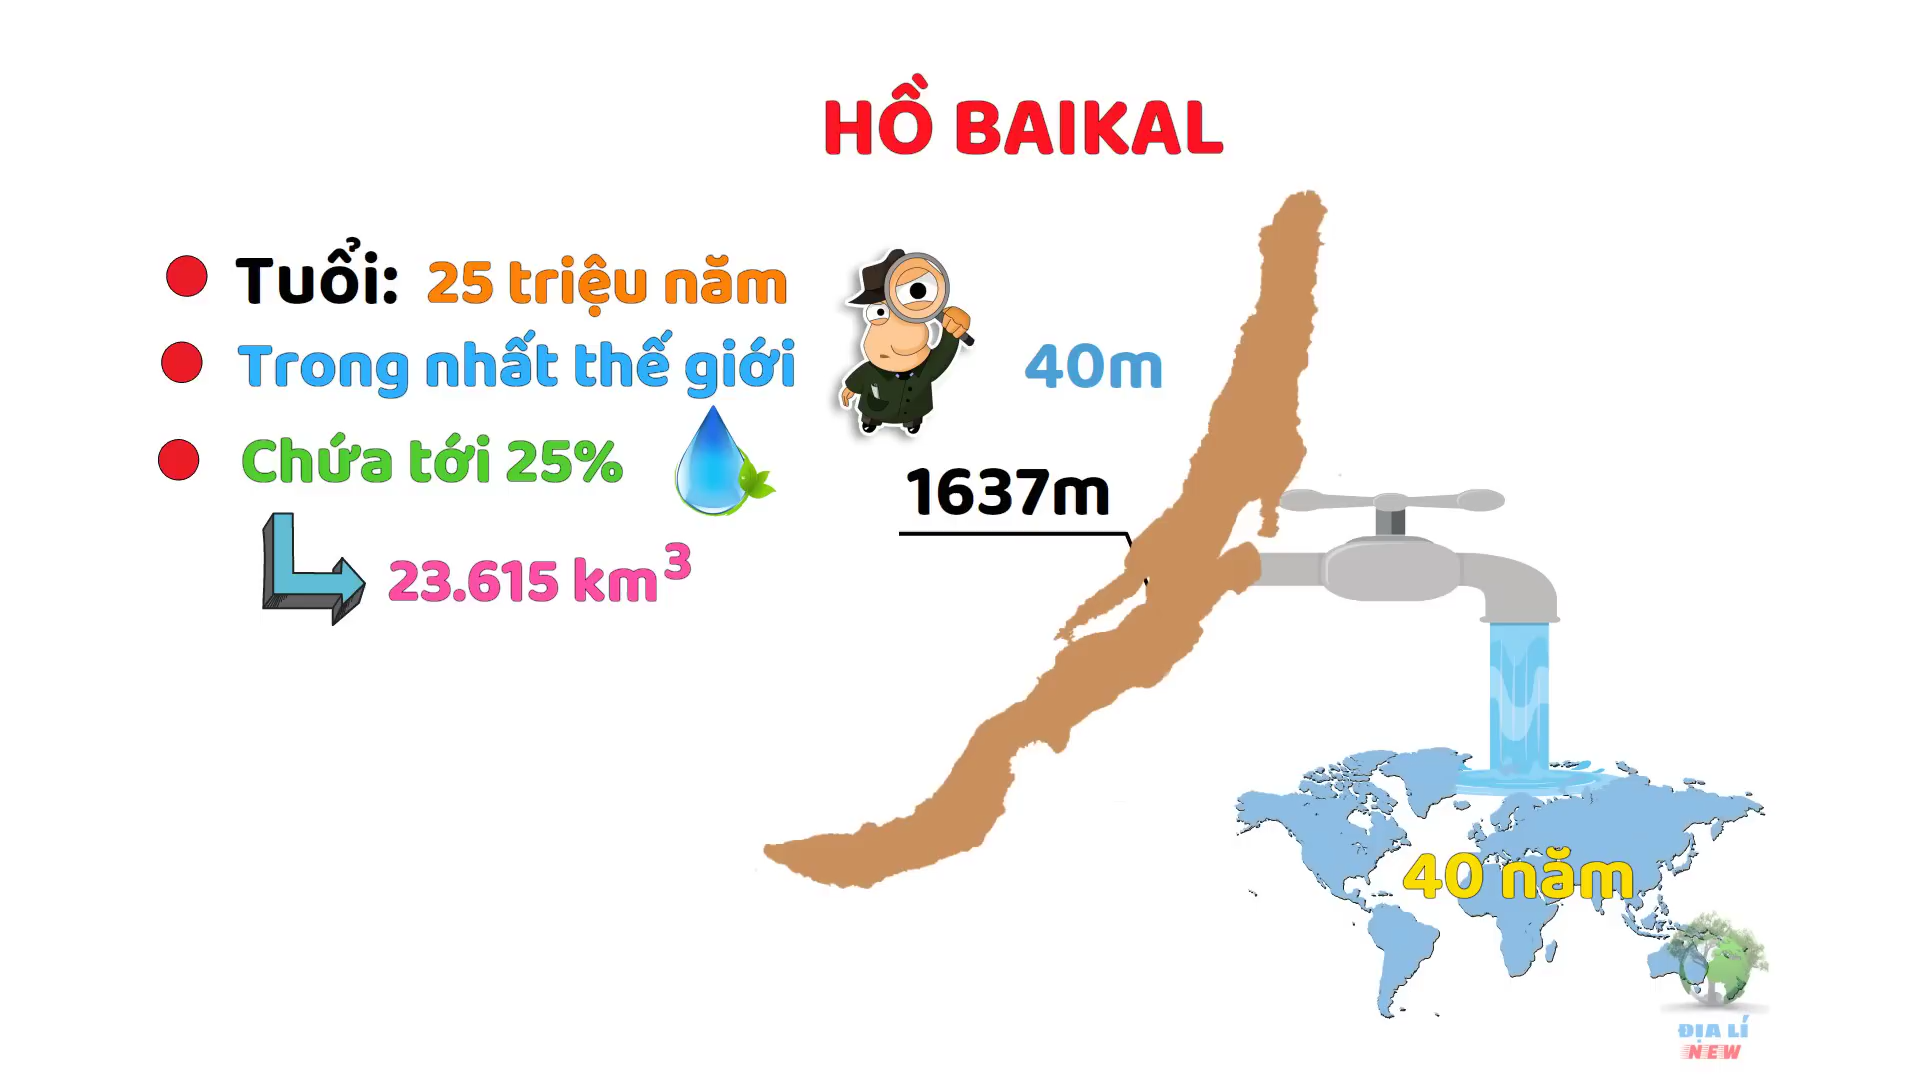 HỒ BAIKAL
Tuổi: 25 triệu năm
Trong nhất thế giới
40m
Chứa tới 25%
1637m
23.615 km³
40 năm
ĐỊA LÍ
NEW